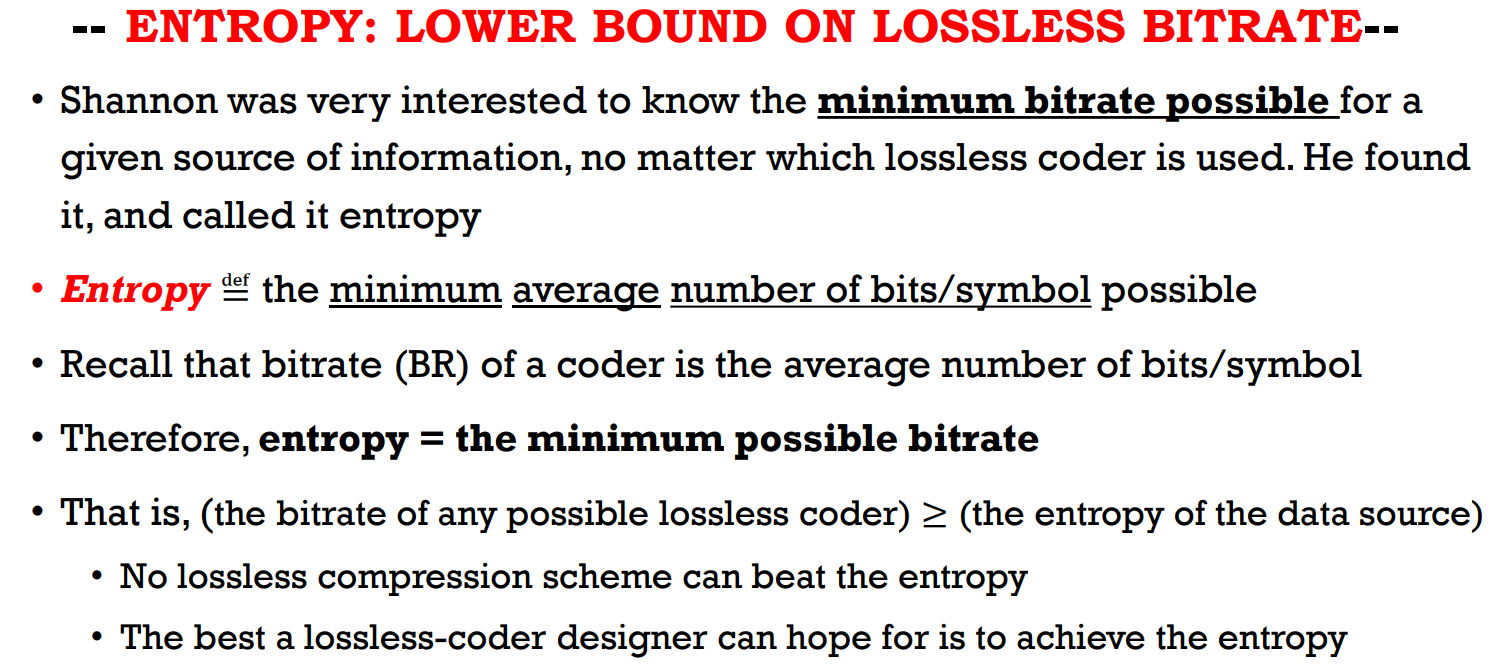 -- ENTROPY: LOWER BOUND ON LOSSLESS BITRATE--
• Shannon was very interested to know the minimum bitrate possible for a
given source of information, no matter which lossless coder is used. He found
it, and called it entropy
• Entropy ≝ the minimum average number of bits/symbol possible
• Recall that bitrate (BR) of a coder is the average number of bits/symbol
• Therefore, entropy = the minimum possible bitrate
• That is, (the bitrate of any possible lossless coder) ≥ (the entropy of the data source)
• No lossless compression scheme can beat the entropy
• The best a lossless-coder designer can hope for is to achieve the entropy